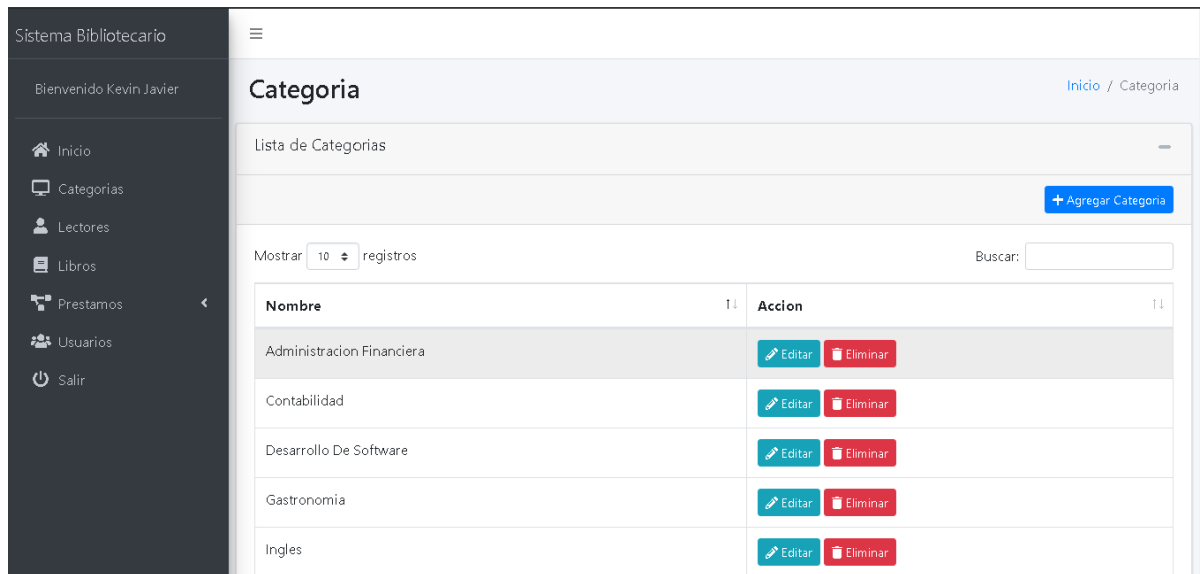 Sistema Bibliotecario
Bienvenido Kevin Javier
Inicio
Categorias
Lectores
Libros
Prestamos
Usuarios
Salir
Categoria
Inicio / Categoria
Lista de Categorias
Agregar Categoria
Mostrar 10 registros
Buscar:
Nombre Accion
Administracion Financiera Editar Eliminar
Contabilidad Editar Eliminar
Desarrollo De Software Editar Eliminar
Gastronomia Editar Eliminar
Ingles Editar Eliminar